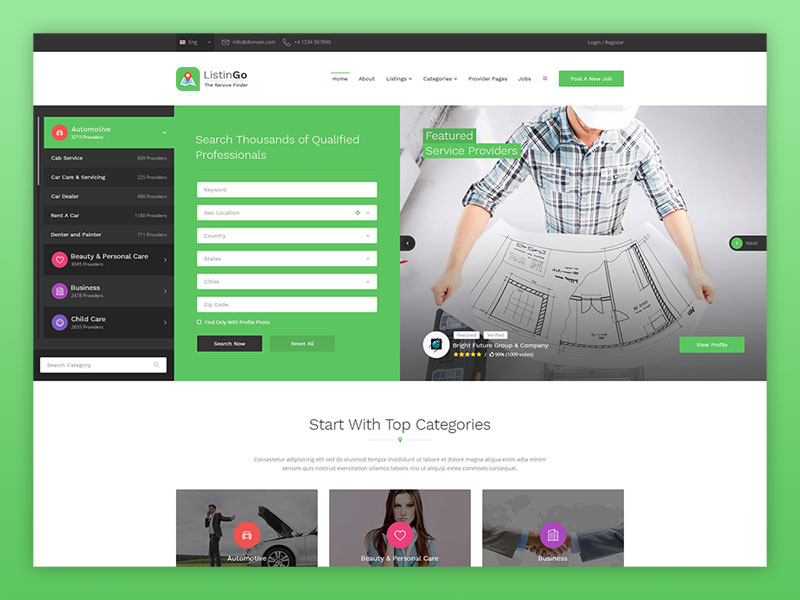 Eng
info@domain.com
+4 1234 567890
Login / Register
ListinGo
The Service Finder
Home
About
Listings
Categories
Provider Pages
Jobs
Post A New Job
Automotive
3215 Providers
Cab Service
609 Providers
Car Care & Servicing
225 Providers
Car Dealer
490 Providers
Rent A Car
1180 Providers
Denter and Painter
711 Providers
Beauty & Personal Care
3045 Providers
Business
2478 Providers
Child Care
2655 Providers
Search Category
Search Thousands of Qualified
Professionals
Keyword
Geo Location
Country
States
Cities
Zip Code
Find Only With Profile Photo
Search Now
Reset All
Featured
Service Providers
Next
Featured
Verified
Bright Future Group & Company
/ 99% (1009 votes)
View Profile
Start With Top Categories
Consectetur adipisicing elit sed do eiusmod tempor incididunt ut labore et dolore magna aliqua enim adia minim
veniam quis nostrud exercitation ullamco laboris nisi ut aliquip extea commodo consequat.
Automotive
Beauty & Personal Care
Business